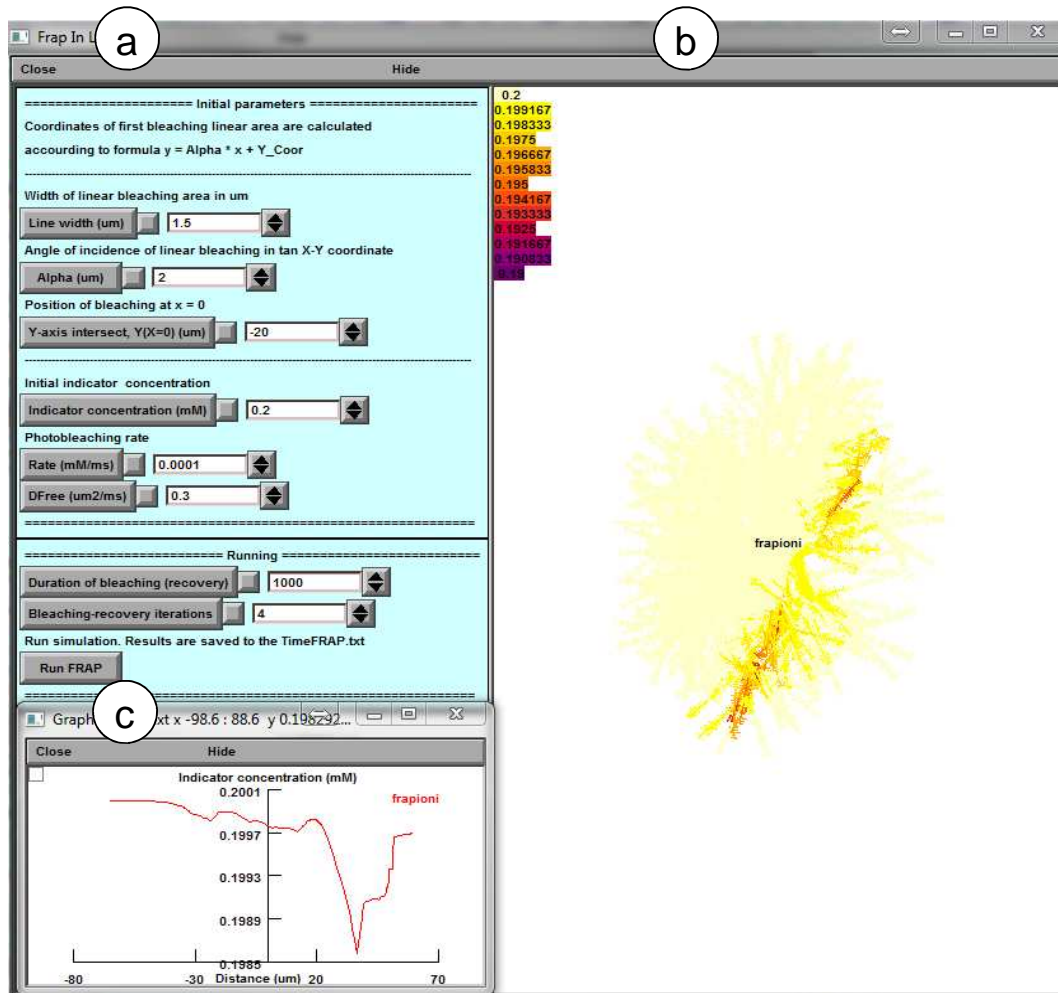 a
b
Frap In L
Close
Hide
===================== Initial parameters =====================
Coordinates of first bleaching linear area are calculated
accourding to formula y = Alpha * x + Y_Coor
Width of linear bleaching area in um
Line width (um) 1.5
Angle of incidence of linear bleaching in tan X-Y coordinate
Alpha (um) 2
Position of bleaching at x = 0
Y-axis intersect, Y(X=0) (um) -20
Initial indicator concentration
Indicator concentration (mM) 0.2
Photobleaching rate
Rate (mM/ms) 0.0001
DFree (um2/ms) 0.3
======================== Running ========================
Duration of bleaching (recovery) 1000
Bleaching-recovery iterations 4
Run simulation. Results are saved to the TimeFRAP.txt
Run FRAP
0.2
0.199167
0.198333
0.1975
0.196667
0.195833
0.195
0.194167
0.193333
0.1925
0.191667
0.190833
0.19
frapioni
c
Graph xt x -98.6 : 88.6 y 0.198292...
Close
Hide
Indicator concentration (mM)
frapioni
0.2001
0.1997
0.1993
0.1989
0.1985
-80
-30
Distance (um)
20
70